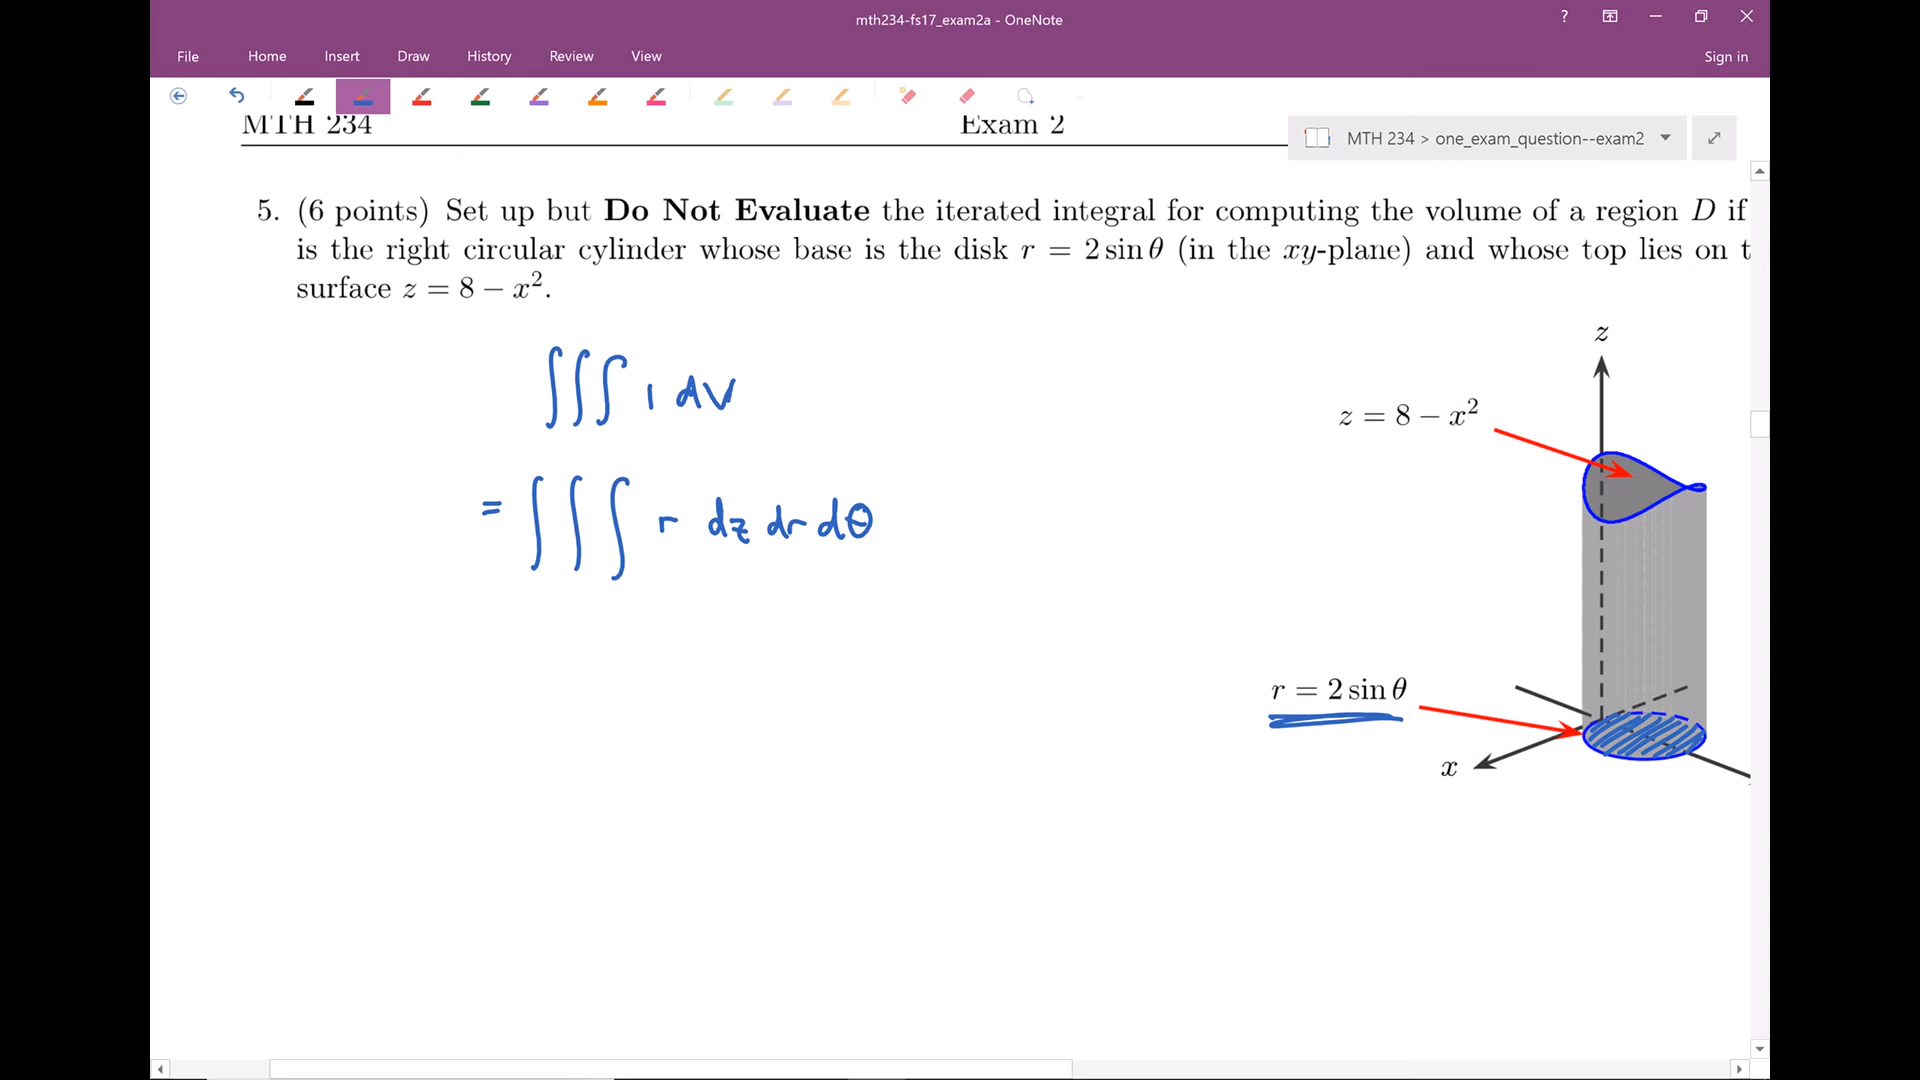 mth234-fs17_exam2a - OneNote
?
File Home Insert Draw History Review View Sign in
MTH 234 Exam 2
MTH 234 > one_exam_question--exam2
5. (6 points) Set up but Do Not Evaluate the iterated integral for computing the volume of a region D if
is the right circular cylinder whose base is the disk r = 2 sin θ (in the xy-plane) and whose top lies on t
surface z = 8 − x².
∫∫∫ 1 dV
= ∫ ∫ ∫ r dz dr dθ
z
z = 8 − x²
r = 2 sin θ
x